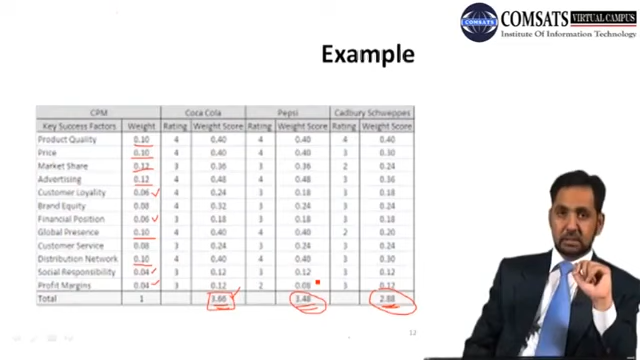 COMSATS VIRTUAL CAMPUS
Institute Of Information Technology
Example
CPM Coca Cola Pepsi Cadbury Schweppes
Key Success Factors Weight Rating Weight Score Rating Weight Score Rating Weight Score
Product Quality 0.10 4 0.40 4 0.40 4 0.40
Price 0.10 4 0.40 4 0.40 3 0.30
Market Share 0.12 3 0.36 3 0.36 2 0.24
Advertising 0.12 4 0.48 4 0.48 3 0.36
Customer Loyality 0.06 4 0.24 3 0.18 3 0.18
Brand Equity 0.08 4 0.32 3 0.24 3 0.24
Financial Position 0.06 3 0.18 3 0.18 3 0.18
Global Presence 0.10 4 0.40 4 0.40 2 0.20
Customer Service 0.08 3 0.24 3 0.24 3 0.24
Distribution Network 0.10 4 0.40 4 0.40 3 0.30
Social Responsibility 0.04 3 0.12 3 0.12 3 0.12
Profit Margins 0.04 3 0.12 2 0.08 3 0.12
Total 1 3.66 3.48 2.88
12